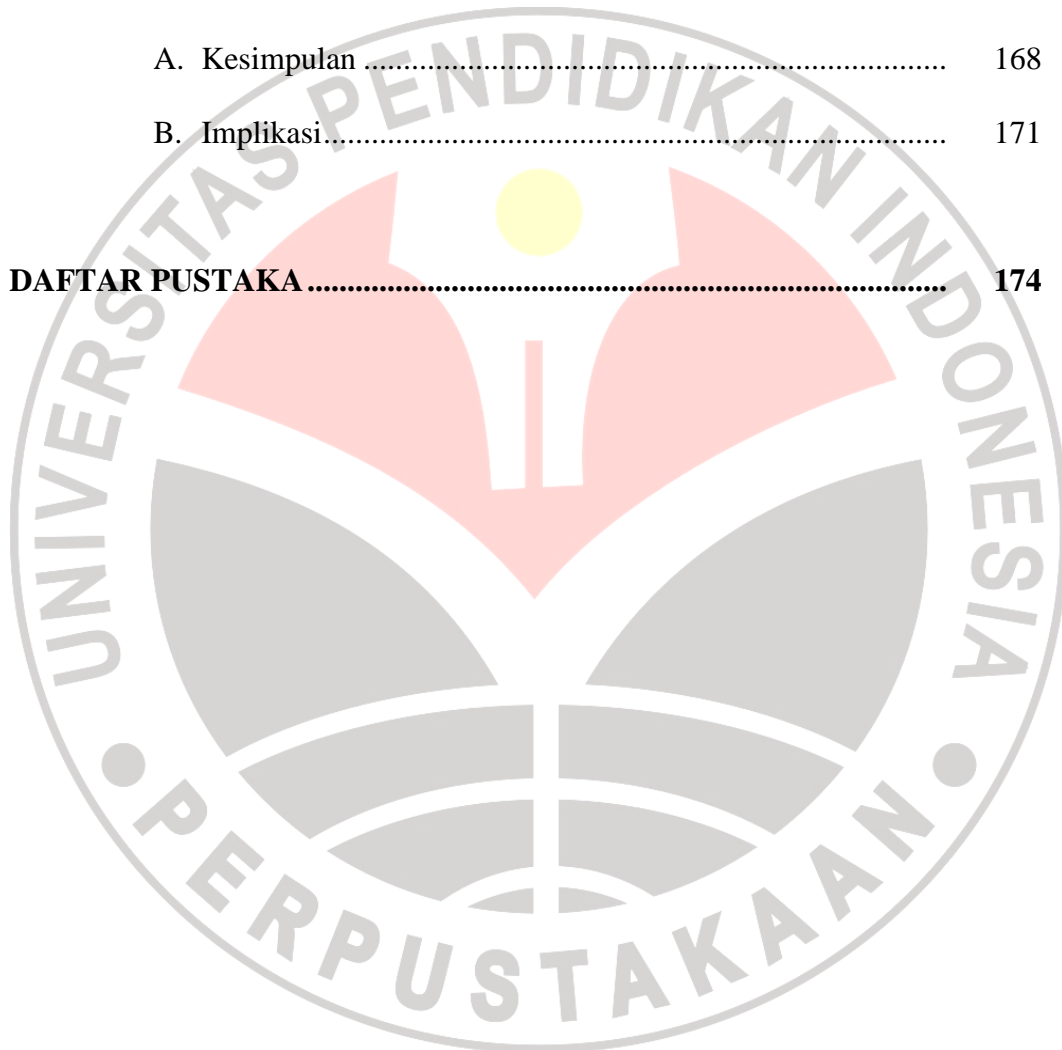 A. Kesimpulan ........................................................................ 168
B. Implikasi............................................................................. 171
DAFTAR PUSTAKA ............................................................................... 174
UNIVERSITAS PENDIDIKAN INDONESIA
PERPUSTAKAAN